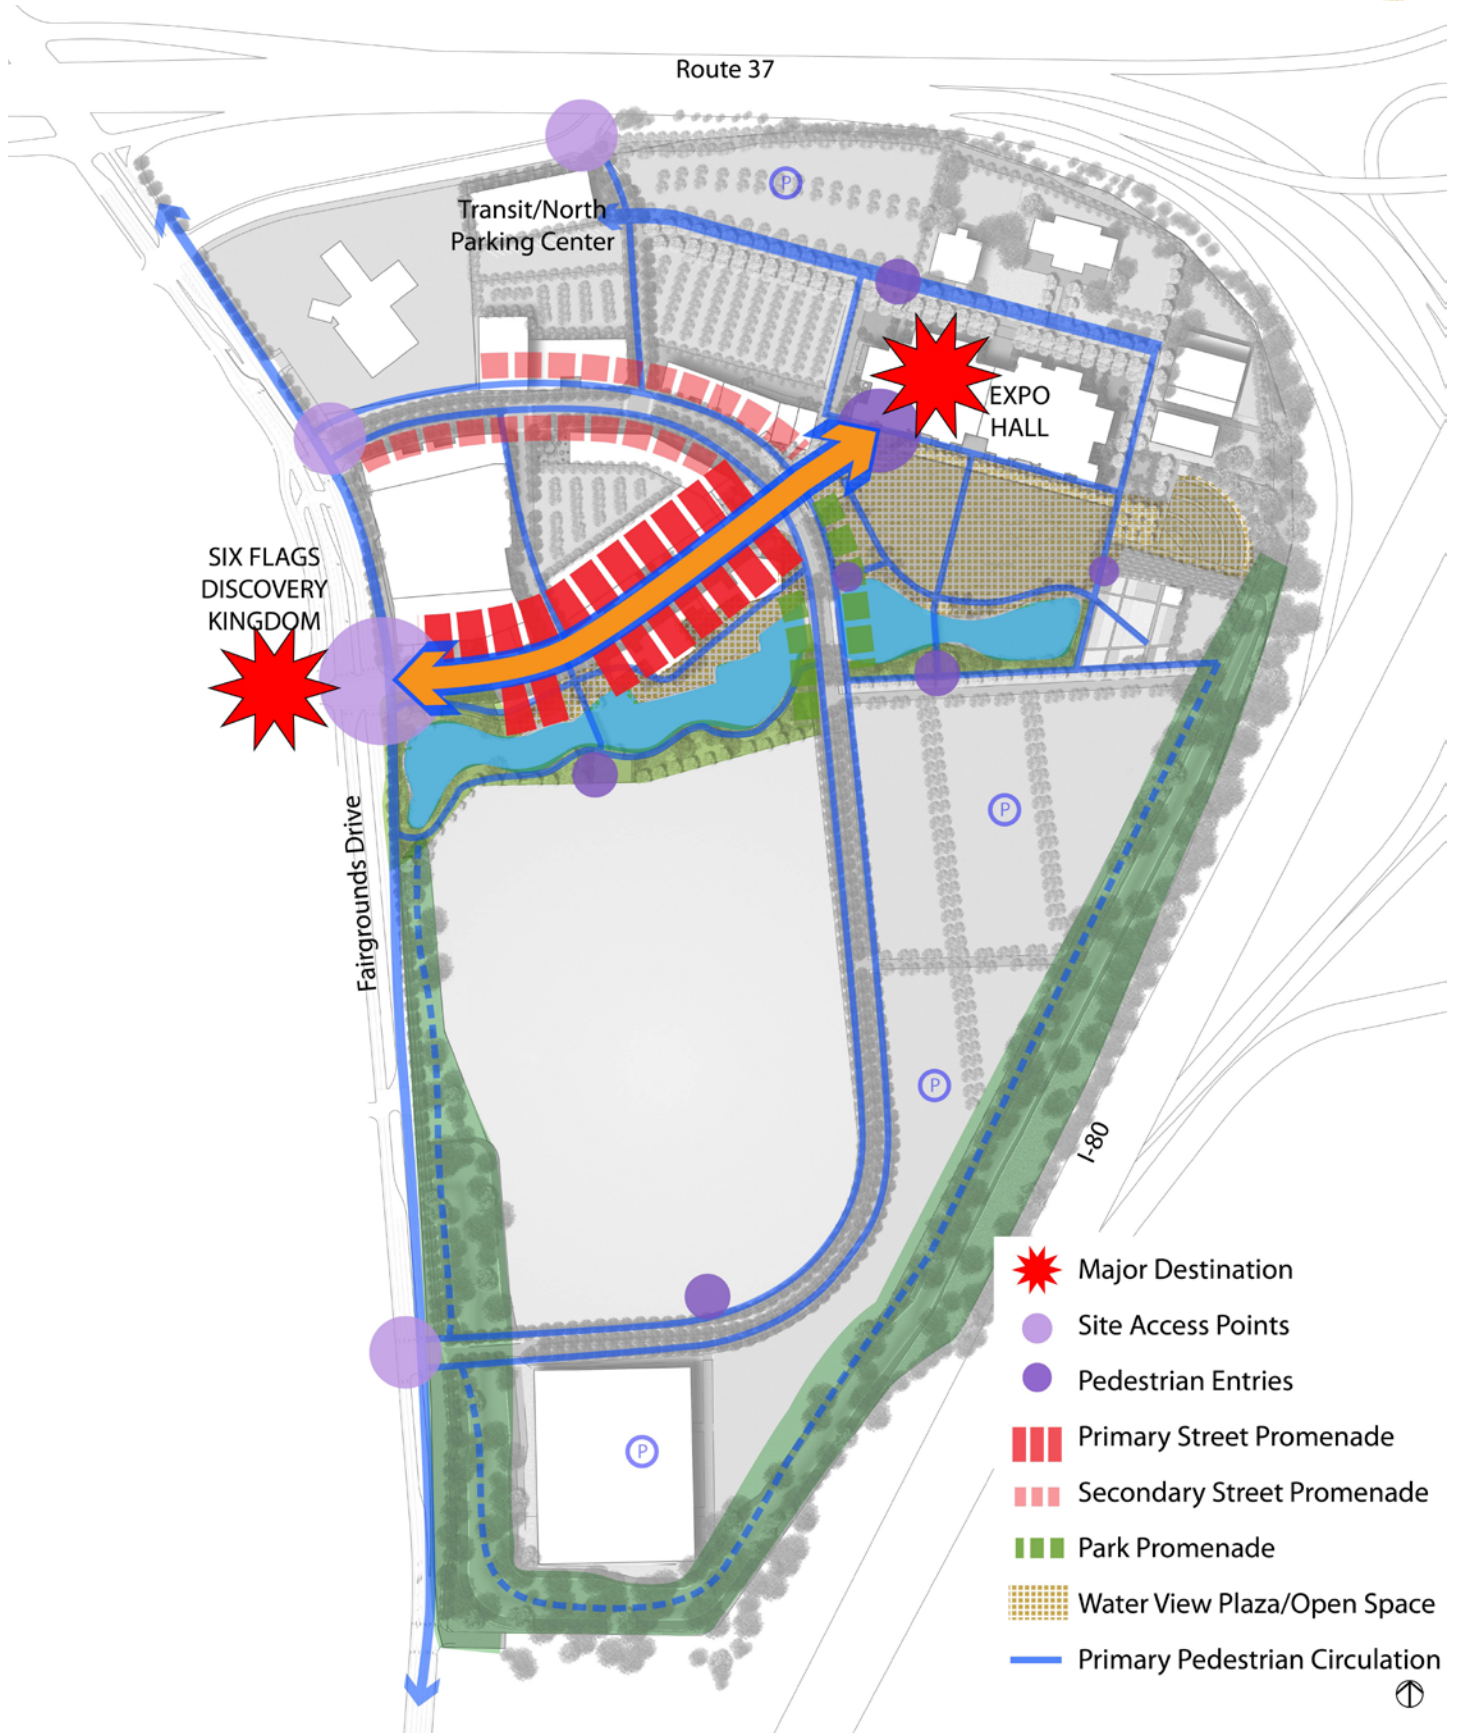 Route 37
P
Transit/North
Parking Center
EXPO
HALL
SIX FLAGS
DISCOVERY
KINGDOM
P
Fairgrounds Drive
P
I-80
P
Major Destination
Site Access Points
Pedestrian Entries
Primary Street Promenade
Secondary Street Promenade
Park Promenade
Water View Plaza/Open Space
Primary Pedestrian Circulation